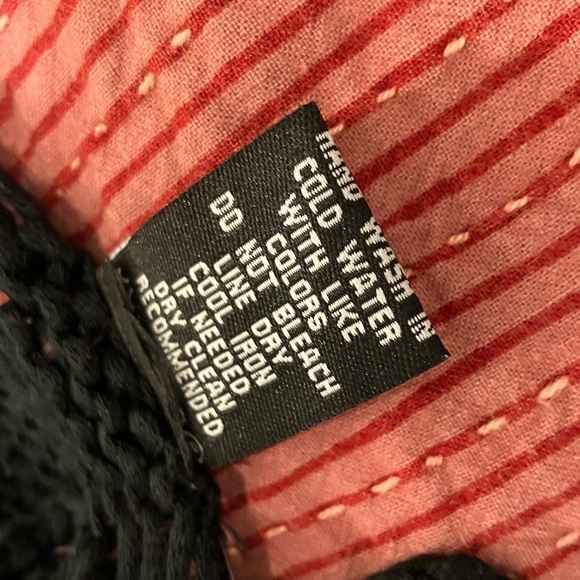 HAND WASH IN
COLD WATER
WITH LIKE
COLORS
DO NOT BLEACH
LINE DRY
COOL IRON
IF NEEDED
DRY CLEAN
RECOMMENDED